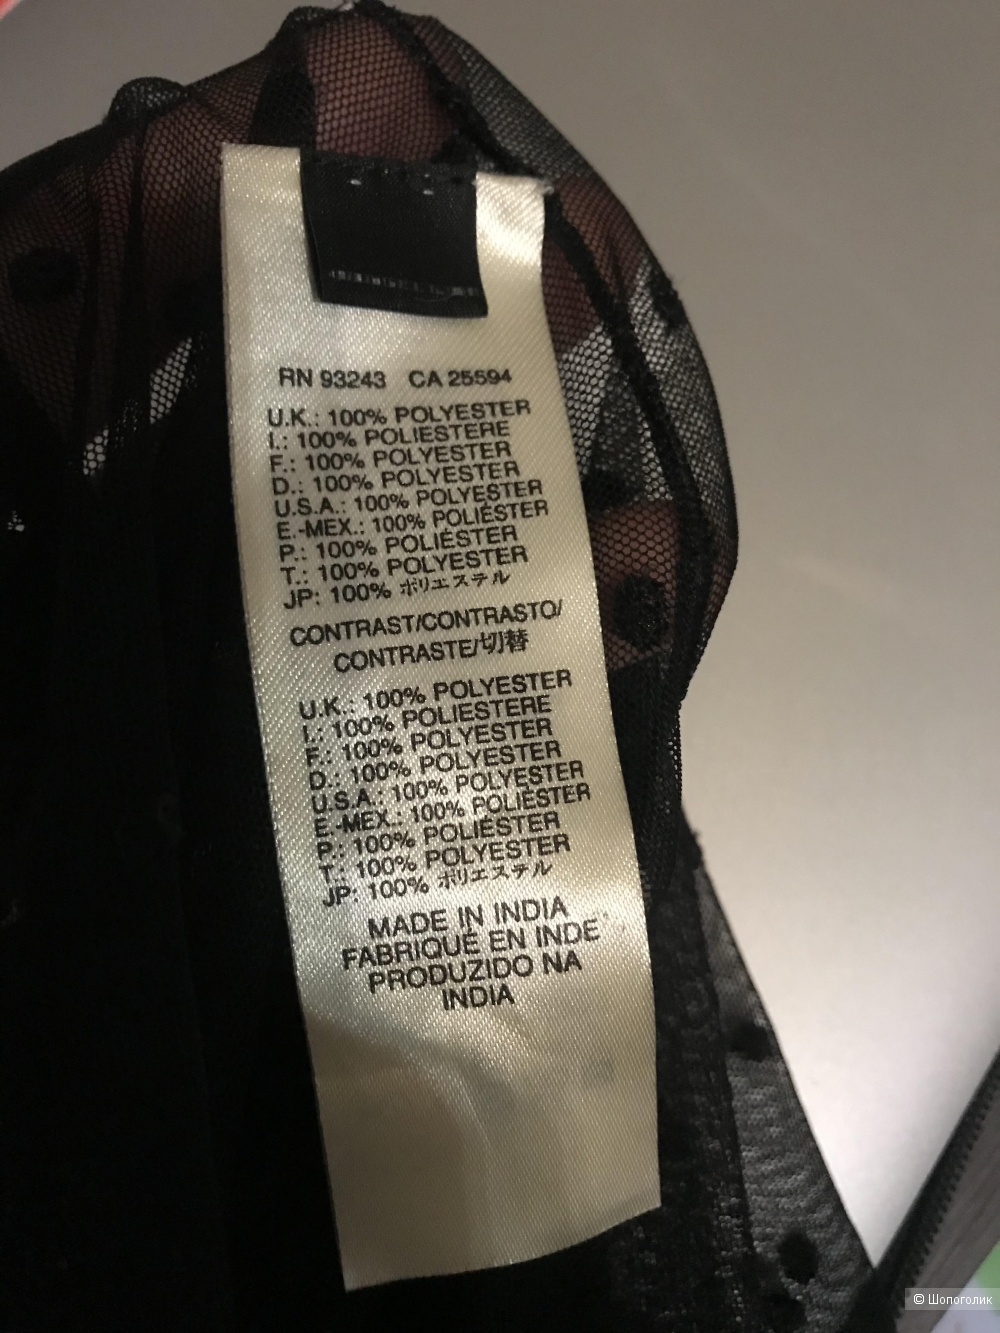 RN 93243 CA 25594
U.K.: 100% POLYESTER
I.: 100% POLIESTERE
F.: 100% POLYESTER
D.: 100% POLYESTER
U.S.A.: 100% POLYESTER
E.-MEX.: 100% POLIÉSTER
P.: 100% POLIÉSTER
T.: 100% POLYESTER
JP: 100% ポリエステル
CONTRAST/CONTRASTO/
CONTRASTE/切替
U.K.: 100% POLYESTER
I.: 100% POLIESTERE
F.: 100% POLYESTER
D.: 100% POLYESTER
U.S.A.: 100% POLYESTER
E.-MEX.: 100% POLIÉSTER
P.: 100% POLIÉSTER
T.: 100% POLYESTER
JP: 100% ポリエステル
MADE IN INDIA
FABRIQUÉ EN INDE
PRODUZIDO NA
INDIA
© Шопоголик